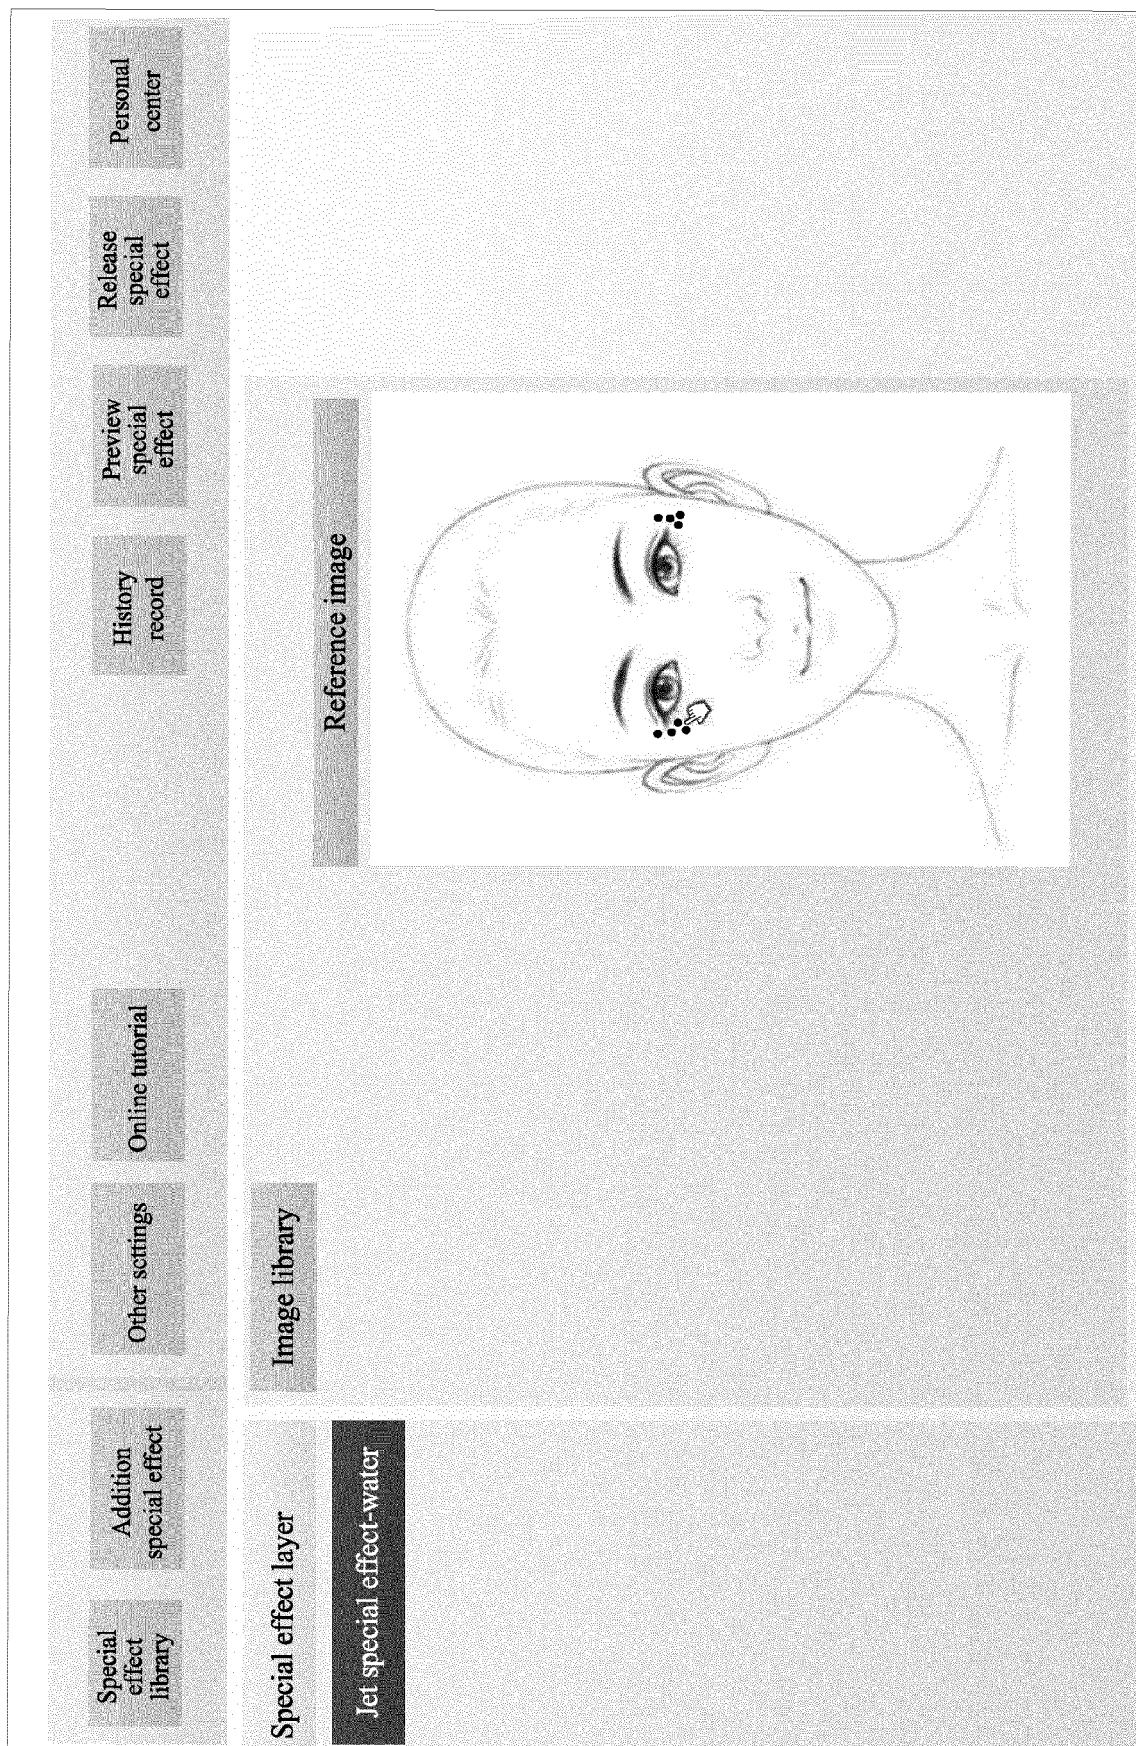 Special
effect
library
Addition
special effect
Other settings
Online tutorial
History
record
Preview
special
effect
Release
special
effect
Personal
center
Special effect layer
Jet special effect-water
Image library
Reference image